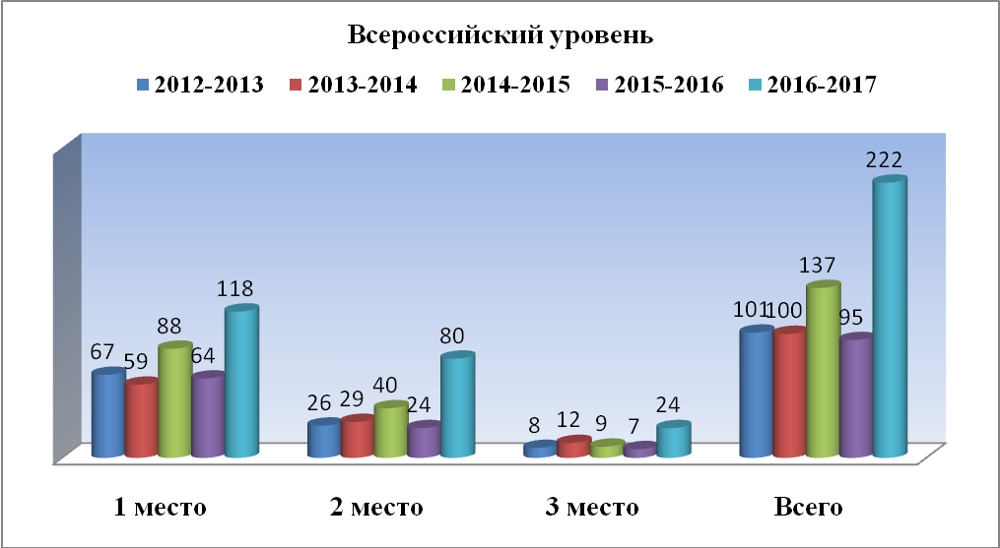 Всероссийский уровень
2012-2013 2013-2014 2014-2015 2015-2016 2016-2017
67 59 88 64 118
26 29 40 24 80
8 12 9 7 24
101 100 137 95 222
1 место 2 место 3 место Всего